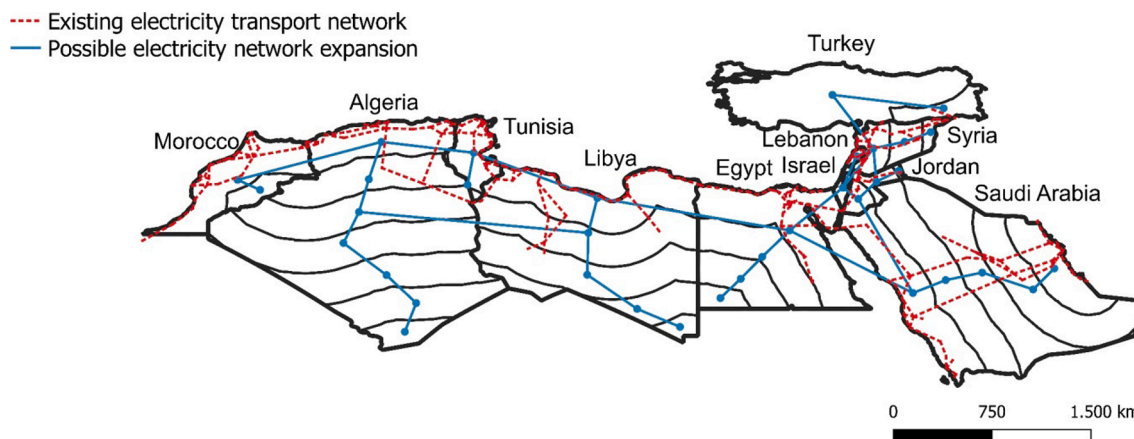 Existing electricity transport network
Possible electricity network expansion
Turkey
Algeria
Morocco
Tunisia
Lebanon
Syria
Libya
Egypt Israel
Jordan
Saudi Arabia
0 750 1.500 km